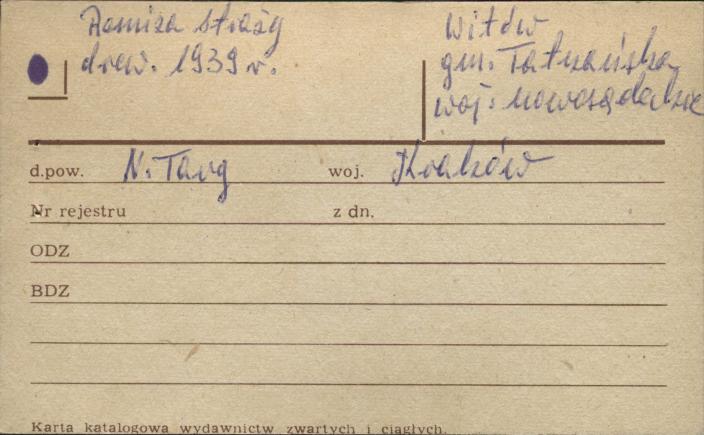 Remiza straży
drew. 1939 r.
Witów
gm. Tatrzańska
woj. nowosądeckie
d.pow. N. Targ woj. Kraków
Nr rejestru z dn.
ODZ
BDZ
Karta katalogowa wydawnictw zwartych i ciągłych.